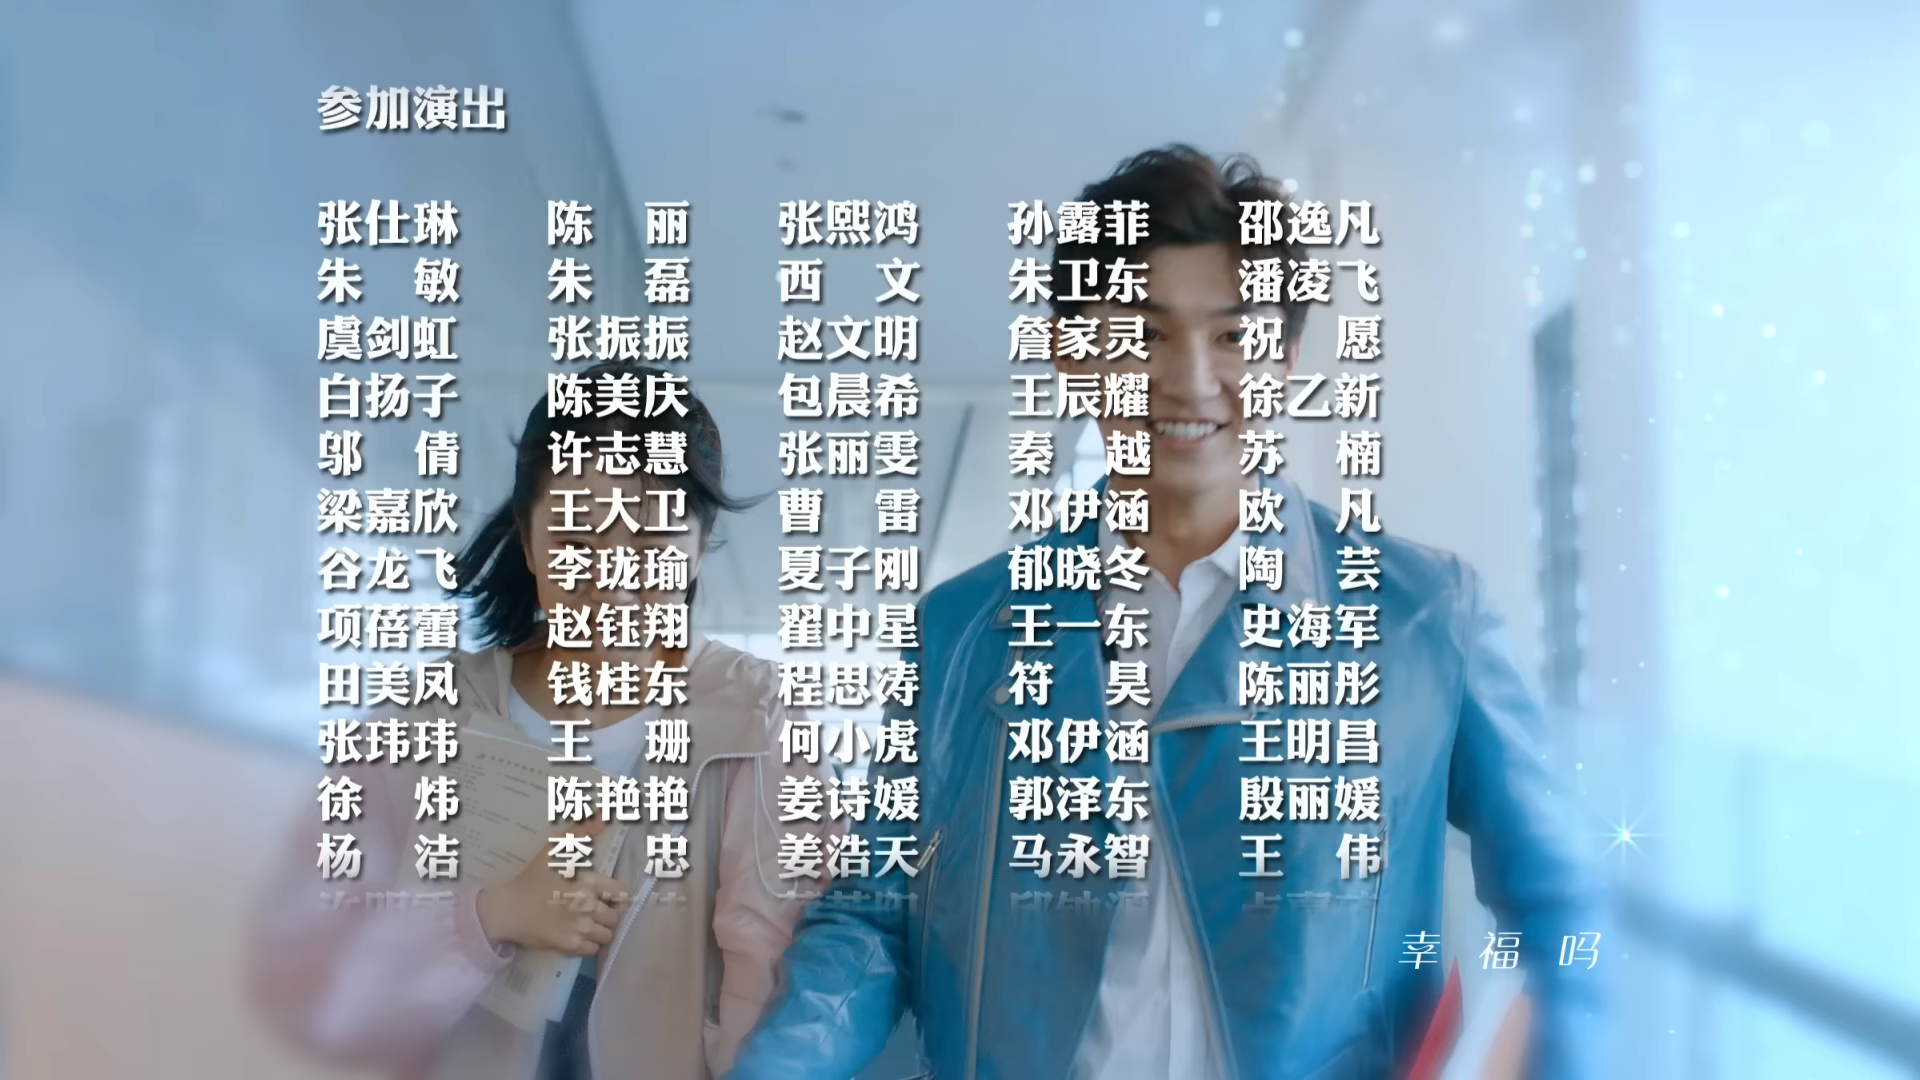 参加演出
张仕琳 陈丽 张熙鸿 孙露菲 邵逸凡
朱敏 朱磊 西文 朱卫东 潘凌飞
虞剑虹 张振振 赵文明 詹家灵 祝愿
白扬子 陈美庆 包晨希 王辰耀 徐乙新
邬倩 许志慧 张丽雯 秦越 苏楠
梁嘉欣 王大卫 曹雷 邓伊涵 欧凡
谷龙飞 李珑瑜 夏子刚 郁晓冬 陶芸
项蓓蕾 赵钰翔 翟中星 王一东 史海军
田美凤 钱桂东 程思涛 符昊 陈丽彤
张玮玮 王珊 何小虎 邓伊涵 王明昌
徐炜 陈艳艳 姜诗媛 郭泽东 殷丽媛
杨洁 李忠 姜浩天 马永智 王伟
幸福吗